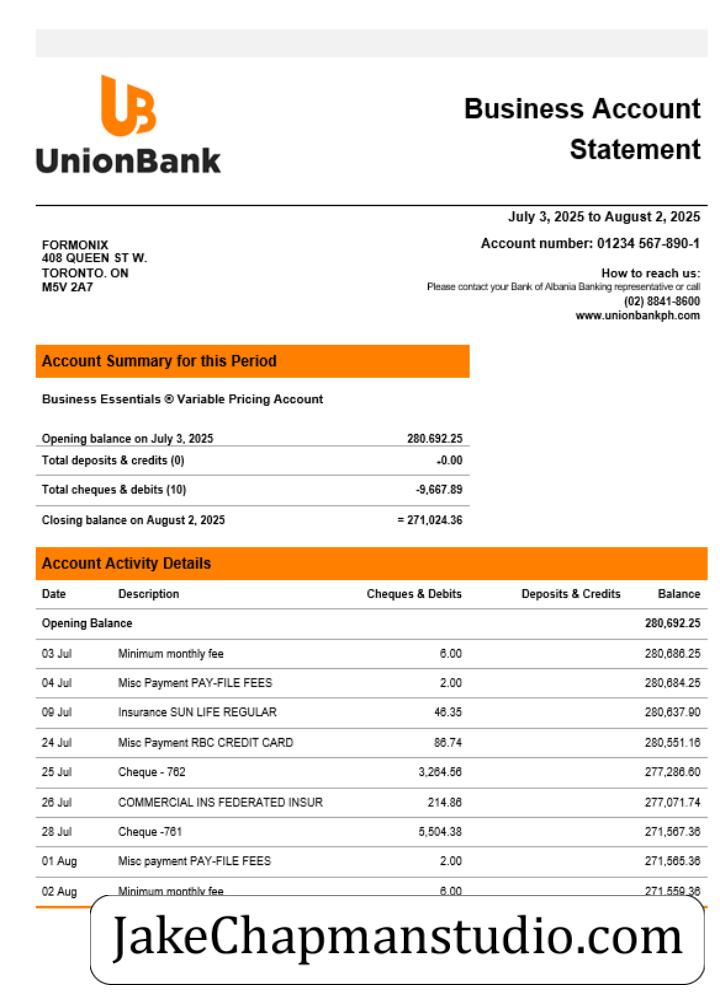 UnionBank
Business Account
Statement
July 3, 2025 to August 2, 2025
FORMONIX
408 QUEEN ST W.
TORONTO. ON
M5V 2A7
Account number: 01234 567-890-1
How to reach us:
Please contact your Bank of Albania Banking representative or call
(02) 8841-8600
www.unionbankph.com
Account Summary for this Period
Business Essentials ® Variable Pricing Account
Opening balance on July 3, 2025 280.692.25
Total deposits & credits (0) -0.00
Total cheques & debits (10) -9,667.89
Closing balance on August 2, 2025 = 271,024.36
Account Activity Details
Date Description Cheques & Debits Deposits & Credits Balance
Opening Balance 280,692.25
03 Jul Minimum monthly fee 6.00 280,686.25
04 Jul Misc Payment PAY-FILE FEES 2.00 280,684.25
09 Jul Insurance SUN LIFE REGULAR 46.35 280,637.90
24 Jul Misc Payment RBC CREDIT CARD 86.74 280,551.16
25 Jul Cheque - 762 3,264.56 277,286.60
26 Jul COMMERCIAL INS FEDERATED INSUR 214.86 277,071.74
28 Jul Cheque -761 5,504.38 271,567.36
01 Aug Misc payment PAY-FILE FEES 2.00 271,565.36
02 Aug Minimum monthly fee 6.00 271,559.36
JakeChapmanstudio.com